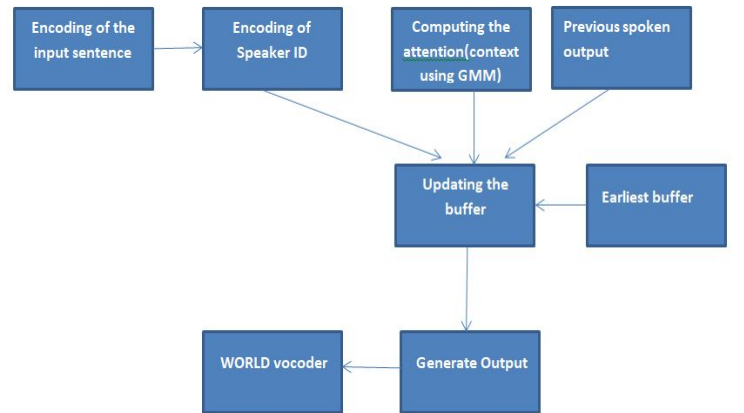 Encoding of the
input sentence
Encoding of
Speaker ID
Computing the
attention(context
using GMM)
Previous spoken
output
Updating the
buffer
Earliest buffer
WORLD vocoder
Generate Output